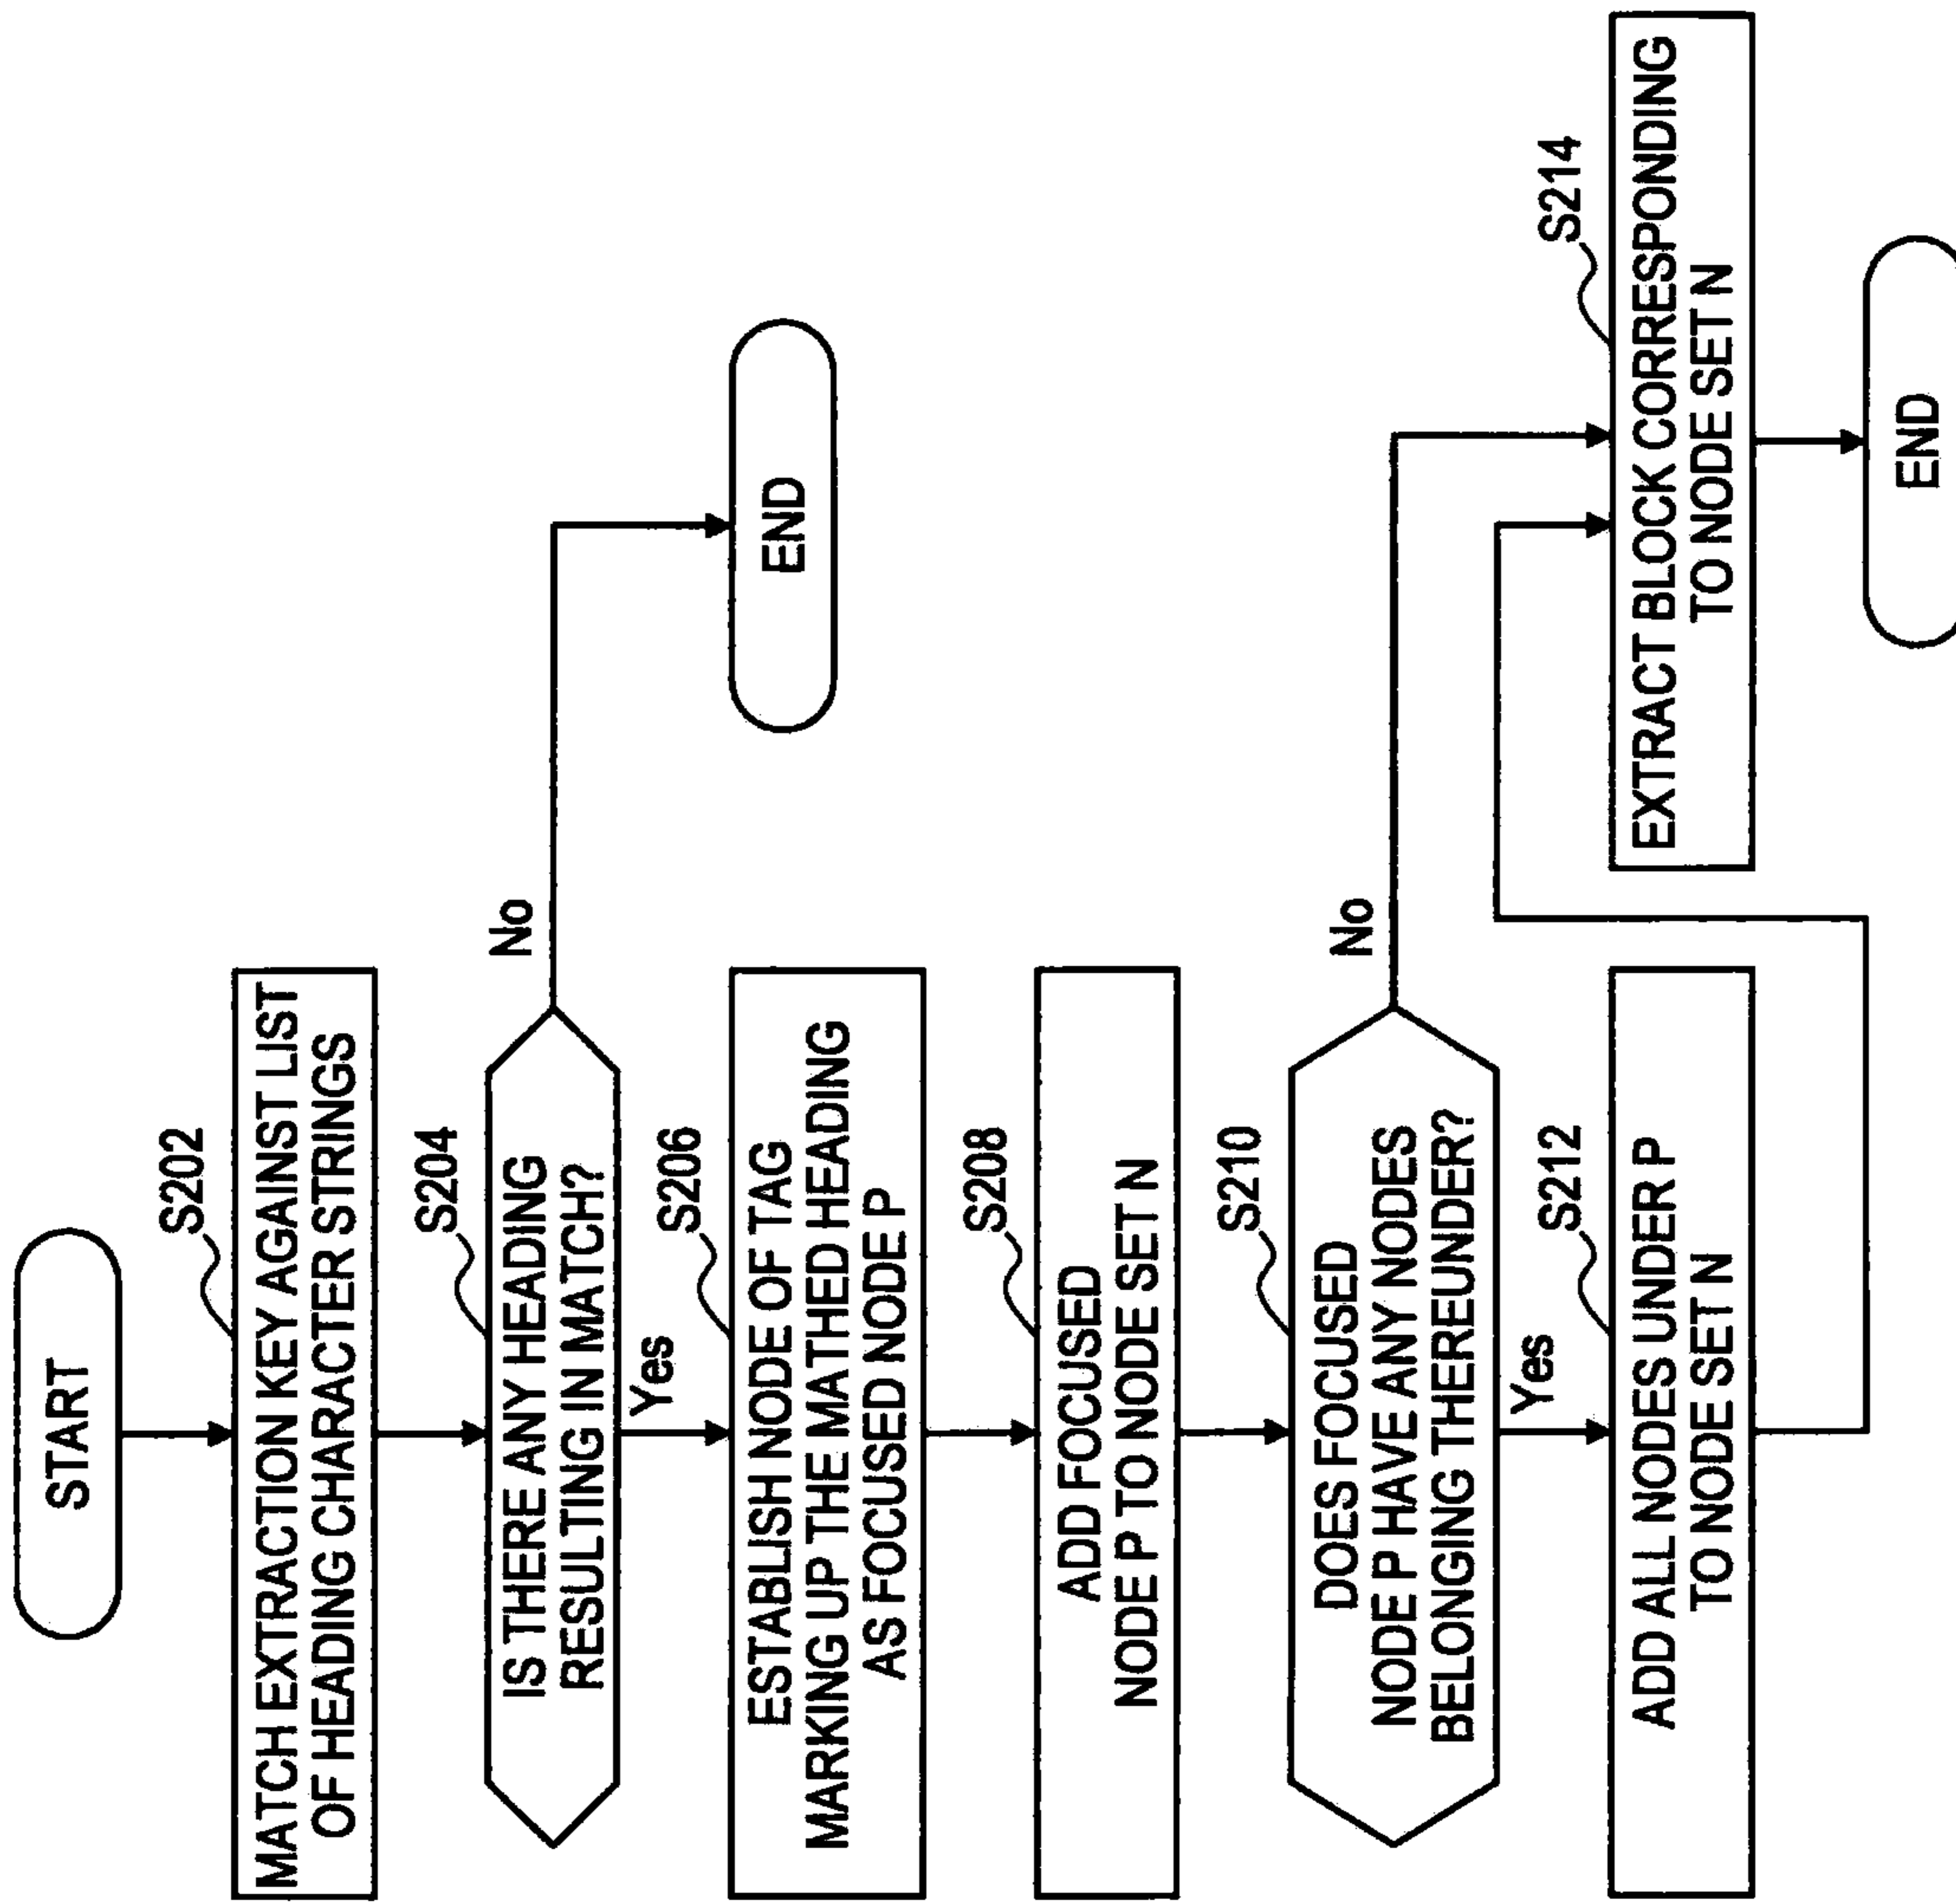 START
S202
MATCH EXTRACTION KEY AGAINST LIST
OF HEADING CHARACTER STRINGS
S204
IS THERE ANY HEADING
RESULTING IN MATCH?
No
Yes
END
S206
ESTABLISH NODE OF TAG
MARKING UP THE MATHED HEADING
AS FOCUSED NODE P
S208
ADD FOCUSED
NODE P TO NODE SET N
S210
DOES FOCUSED
NODE P HAVE ANY NODES
BELONGING THEREUNDER?
No
Yes
S212
ADD ALL NODES UNDER P
TO NODE SET N
S214
EXTRACT BLOCK CORRESPONDING
TO NODE SET N
END